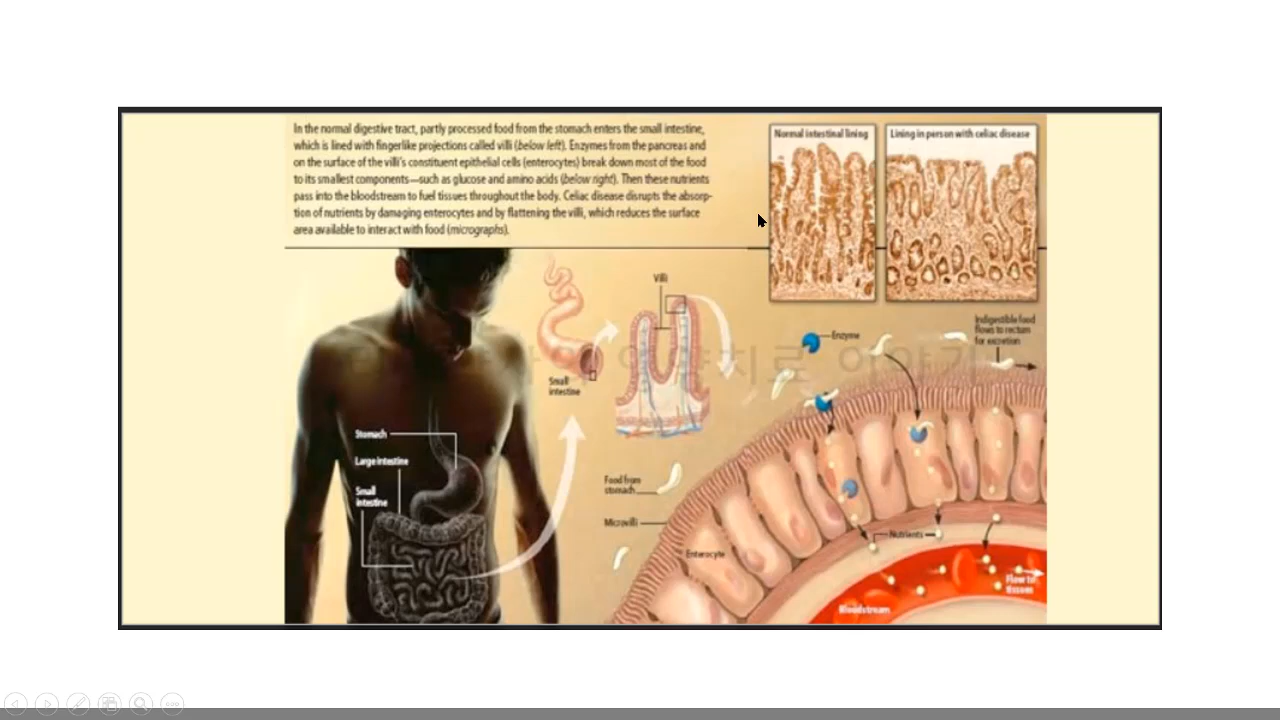 In the normal digestive tract, partly processed food from the stomach enters the small intestine,
which is lined with fingerlike projections called villi (below left). Enzymes from the pancreas and
on the surface of the villi's constituent epithelial cells (enterocytes) break down most of the food
to its smallest components—such as glucose and amino acids (below right). Then these nutrients
pass into the bloodstream to fuel tissues throughout the body. Celiac disease disrupts the absorp-
tion of nutrients by damaging enterocytes and by flattening the villi, which reduces the surface
area available to interact with food (micrographs).
Normal intestinal lining
Lining in person with celiac disease
Villi
Indigestible food
flows to rectum
for excretion
Enzyme
이야기
Small
intestine
Stomach
Large intestine
Small
intestine
Food from
stomach
Microvilli
Enterocyte
Nutrients
Flow to
tissues
Bloodstream